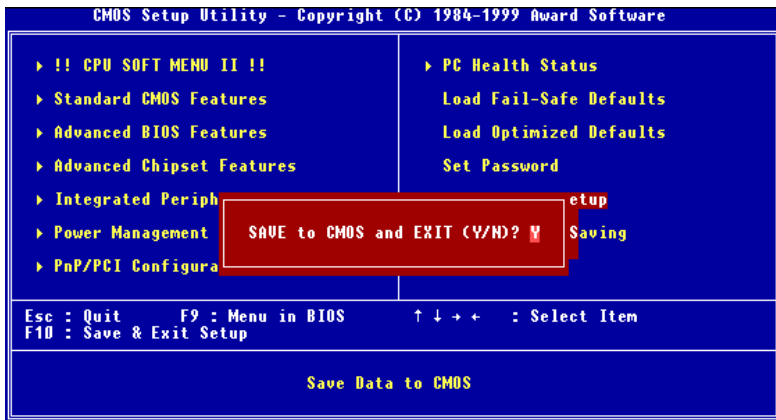 CMOS Setup Utility - Copyright (C) 1984-1999 Award Software
!! CPU SOFT MENU II !!
Standard CMOS Features
Advanced BIOS Features
Advanced Chipset Features
Integrated Periph
Power Management
PnP/PCI Configura
PC Health Status
Load Fail-Safe Defaults
Load Optimized Defaults
Set Password
etup
Saving
SAVE to CMOS and EXIT (Y/N)? Y
Esc : Quit F9 : Menu in BIOS ↑ ↓ → ← : Select Item
F10 : Save & Exit Setup
Save Data to CMOS